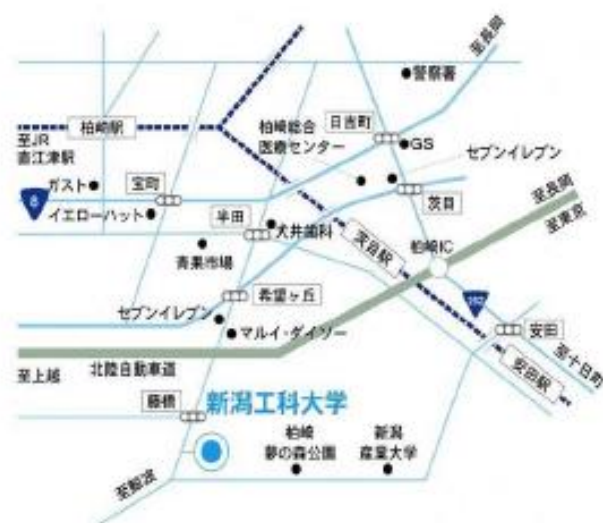 至長岡
警察署
日吉町
柏崎駅
柏崎総合
医療センター
GS
セブンイレブン
至JR
直江津駅
ガスト
宝町
8
イエローハット
茨目
至長岡
至東京
半田
犬井歯科
茨目駅
柏崎IC
青果市場
希望ヶ丘
252
セブンイレブン
マルイ・ダイソー
安田
至上越
北陸自動車道
安田駅
至十日町
藤橋
新潟工科大学
柏崎
夢の森公園
新潟
産業大学
至鯨波